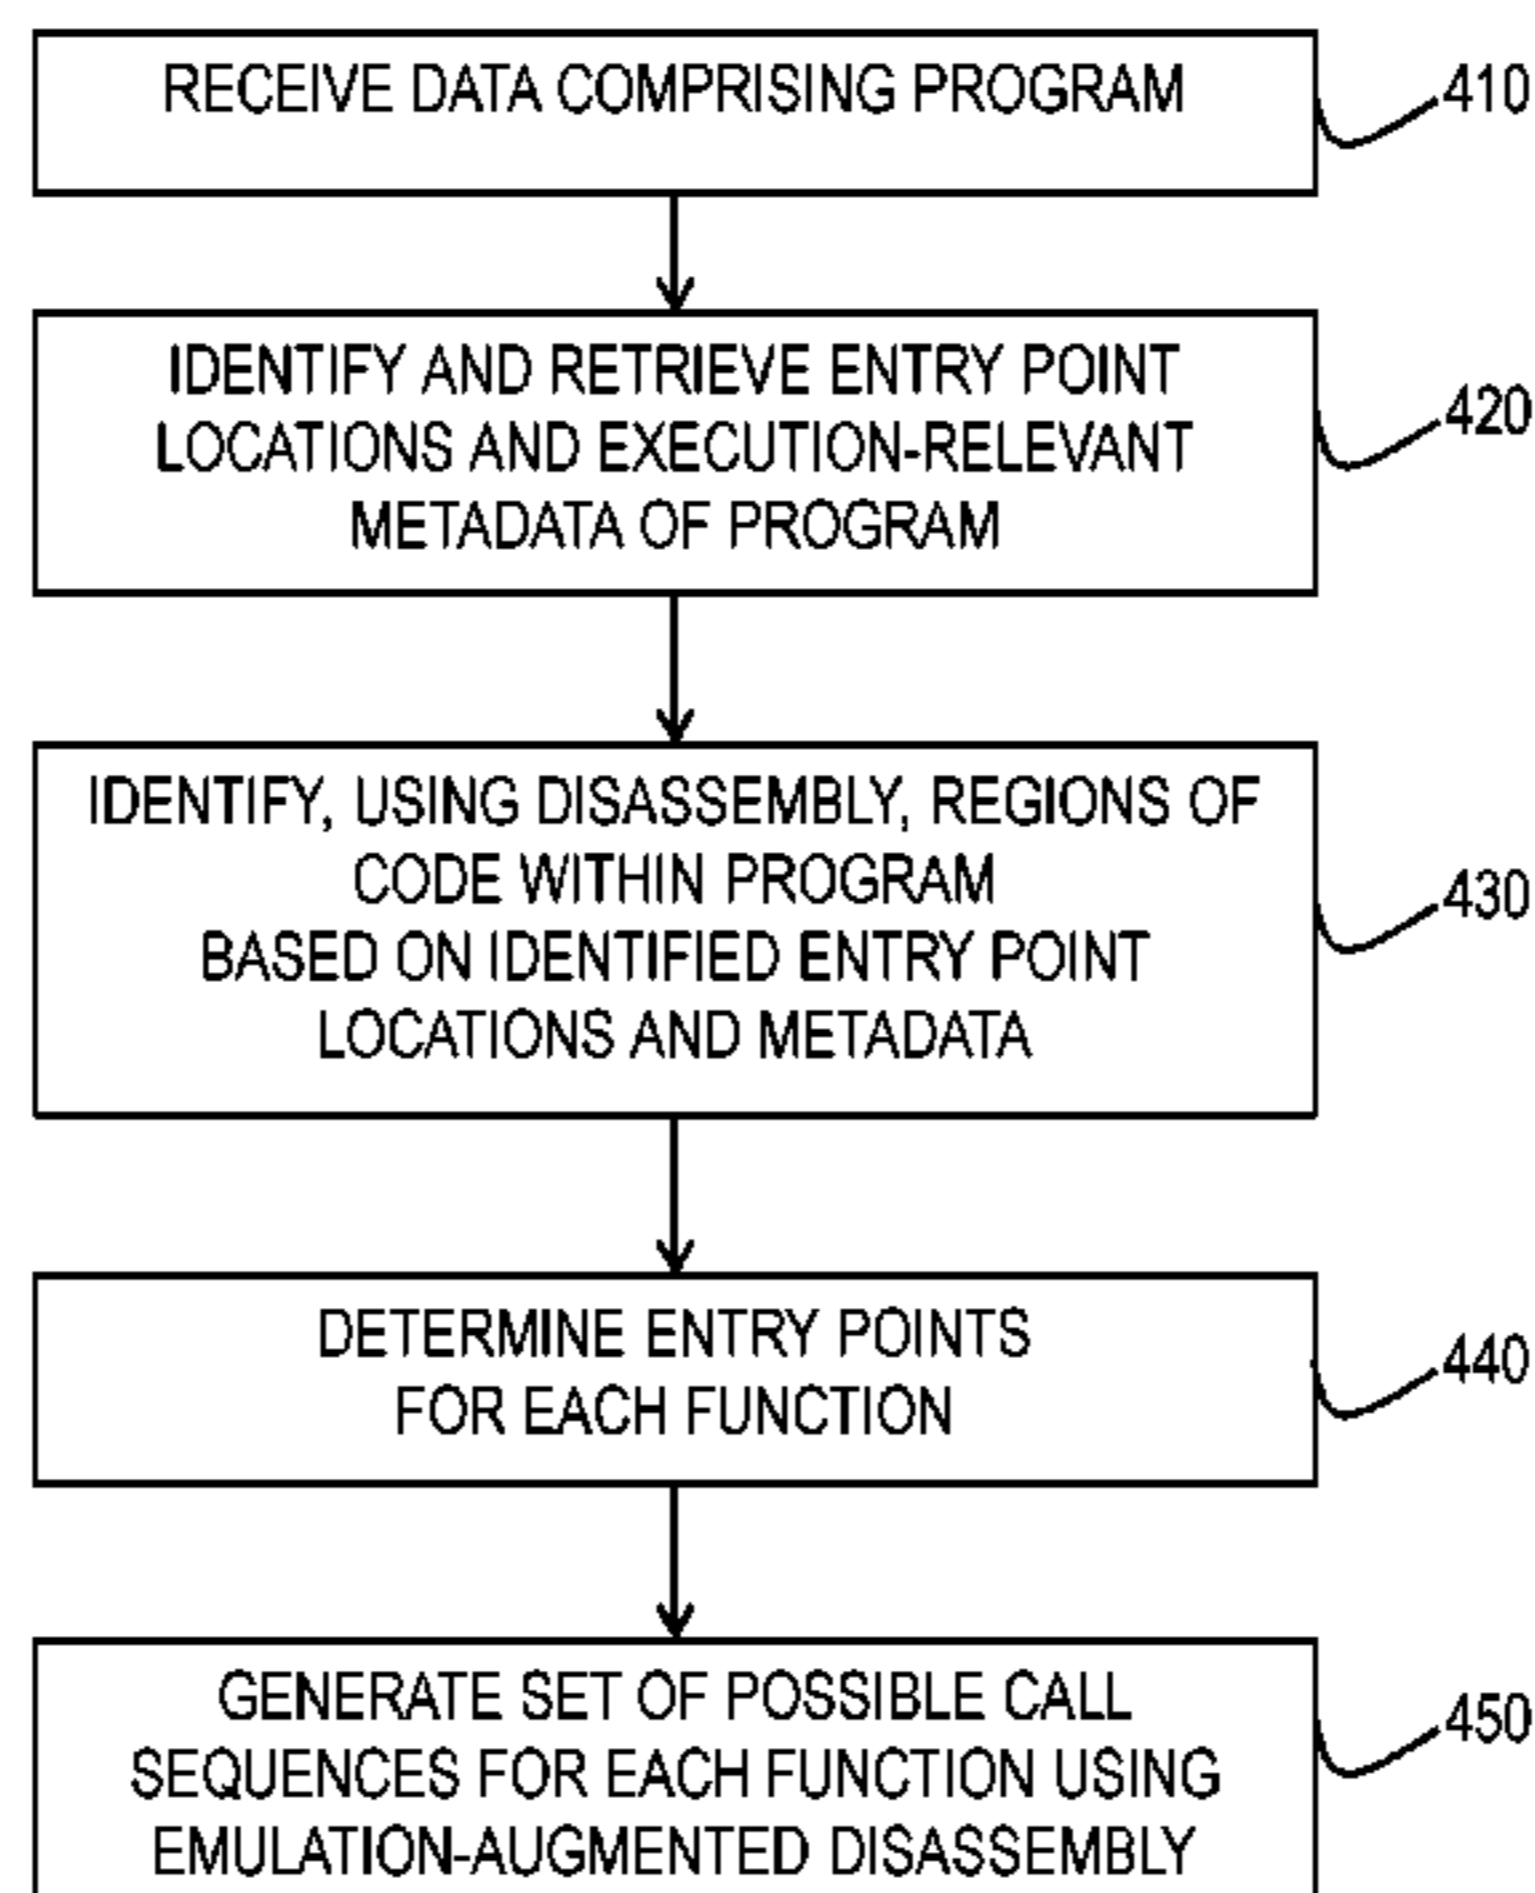 RECEIVE DATA COMPRISING PROGRAM
410
IDENTIFY AND RETRIEVE ENTRY POINT
LOCATIONS AND EXECUTION-RELEVANT
METADATA OF PROGRAM
420
IDENTIFY, USING DISASSEMBLY, REGIONS OF
CODE WITHIN PROGRAM
BASED ON IDENTIFIED ENTRY POINT
LOCATIONS AND METADATA
430
DETERMINE ENTRY POINTS
FOR EACH FUNCTION
440
GENERATE SET OF POSSIBLE CALL
SEQUENCES FOR EACH FUNCTION USING
EMULATION-AUGMENTED DISASSEMBLY
450